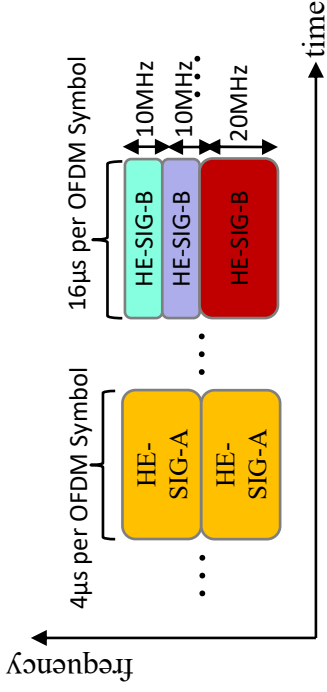 frequency
4µs per OFDM Symbol
16µs per OFDM Symbol
HE-
SIG-A
HE-
SIG-A
HE-SIG-B
HE-SIG-B
HE-SIG-B
10MHz
10MHz
20MHz
time